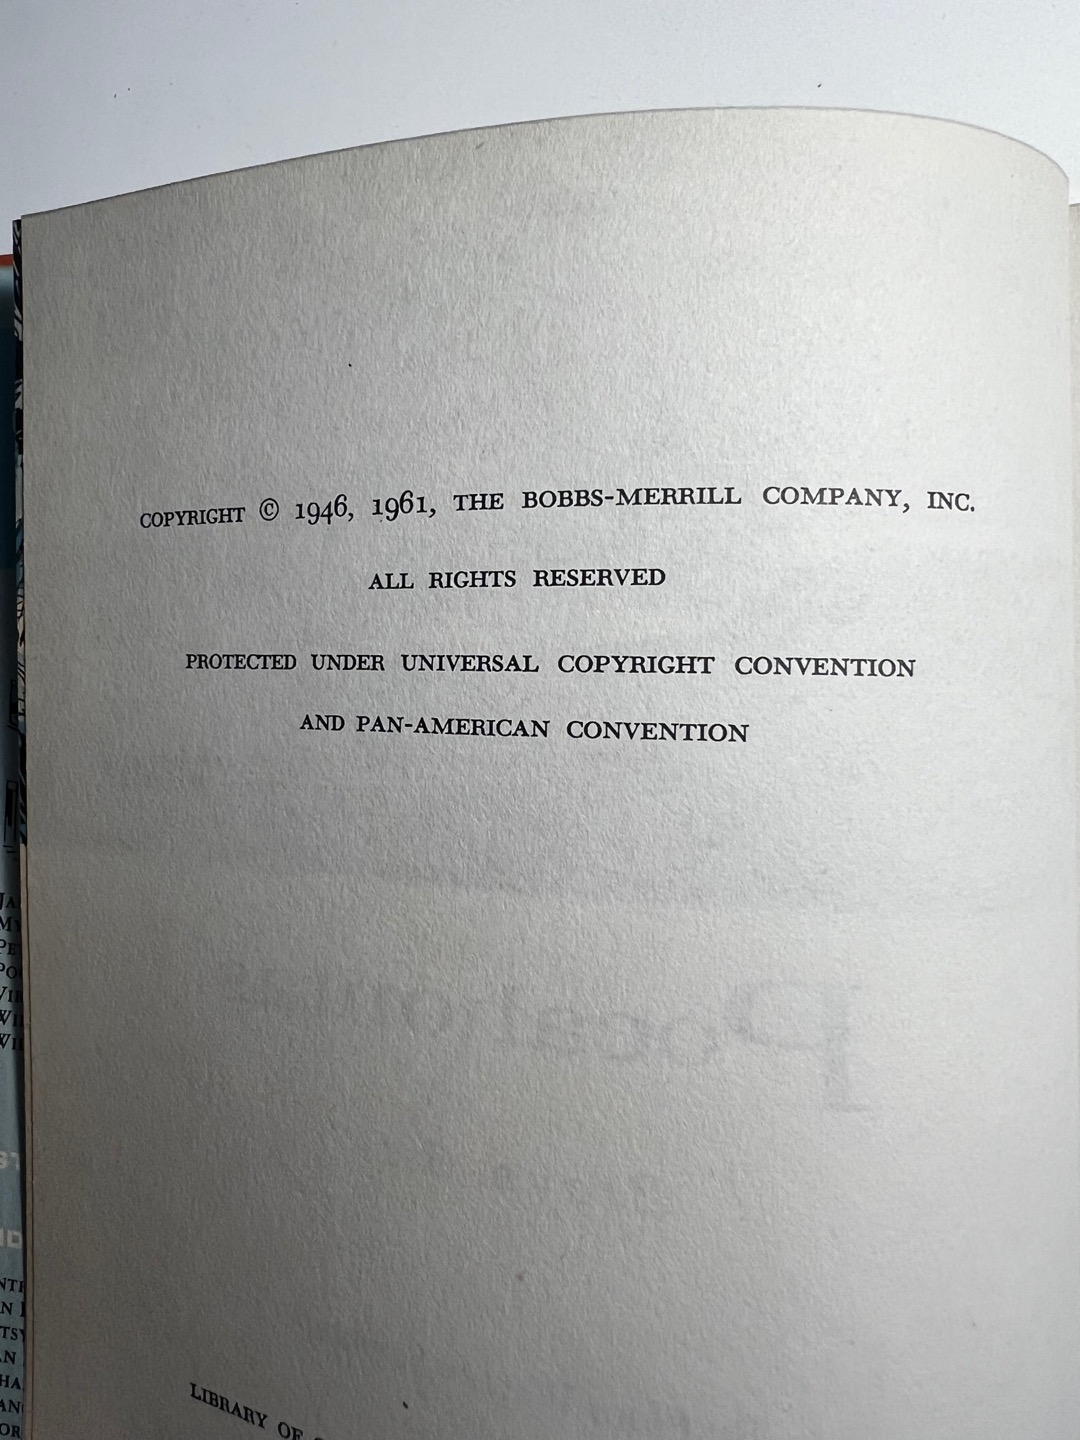 COPYRIGHT © 1946, 1961, THE BOBBS-MERRILL COMPANY, INC.
ALL RIGHTS RESERVED
PROTECTED UNDER UNIVERSAL COPYRIGHT CONVENTION
AND PAN-AMERICAN CONVENTION
LIBRARY OF